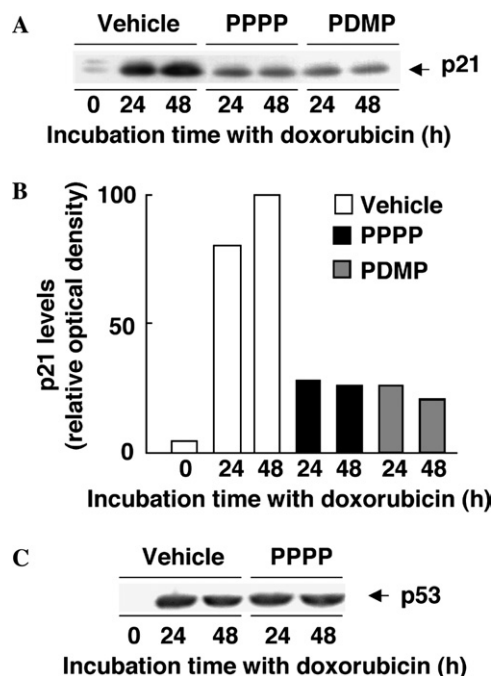 A
Vehicle PPPP PDMP
p21
0 24 48 24 48 24 48
Incubation time with doxorubicin (h)
B
100
50
0
p21 levels
(relative optical density)
Vehicle
PPPP
PDMP
0 24 48 24 48 24 48
Incubation time with doxorubicin (h)
C
Vehicle PPPP
p53
0 24 48 24 48
Incubation time with doxorubicin (h)